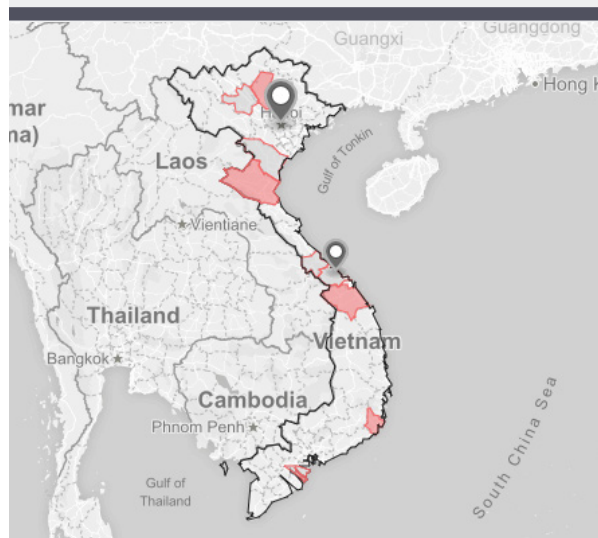 Guangxi
Guangdong
Hong K
mar
na)
Laos
Gulf of Tonkin
Vientiane
Thailand
Vietnam
Bangkok
Cambodia
Phnom Penh
Gulf of
Thailand
South China Sea